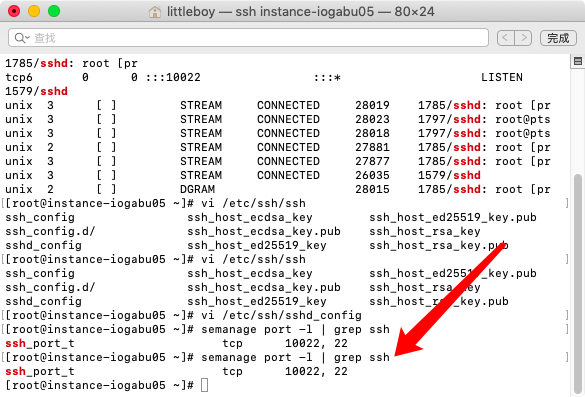 littleboy — ssh instance-iogabu05 — 80×24
查找
完成
1785/sshd: root [pr
tcp6       0      0 :::10022                :::*                    LISTEN
1579/sshd
unix  3      [ ]         STREAM     CONNECTED     28019    1785/sshd: root [pr
unix  3      [ ]         STREAM     CONNECTED     28023    1797/sshd: root@pts
unix  3      [ ]         STREAM     CONNECTED     28018    1797/sshd: root@pts
unix  2      [ ]         STREAM     CONNECTED     27881    1785/sshd: root [pr
unix  3      [ ]         STREAM     CONNECTED     27877    1785/sshd: root [pr
unix  3      [ ]         STREAM     CONNECTED     26035    1579/sshd
unix  2      [ ]         DGRAM                    28015    1785/sshd: root [pr
[[root@instance-iogabu05 ~]# vi /etc/ssh/ssh ]
ssh_config                ssh_host_ecdsa_key        ssh_host_ed25519_key.pub
ssh_config.d/             ssh_host_ecdsa_key.pub    ssh_host_rsa_key
sshd_config               ssh_host_ed25519_key      ssh_host_rsa_key.pub
[[root@instance-iogabu05 ~]# vi /etc/ssh/ssh ]
ssh_config                ssh_host_ecdsa_key        ssh_host_ed25519_key.pub
ssh_config.d/             ssh_host_ecdsa_key.pub    ssh_host_rsa_key
sshd_config               ssh_host_ed25519_key      ssh_host_rsa_key.pub
[[root@instance-iogabu05 ~]# vi /etc/ssh/sshd_config ]
[[root@instance-iogabu05 ~]# semanage port -l | grep ssh ]
ssh_port_t                     tcp      10022, 22
[[root@instance-iogabu05 ~]# semanage port -l | grep ssh ]
ssh_port_t                     tcp      10022, 22
[root@instance-iogabu05 ~]#